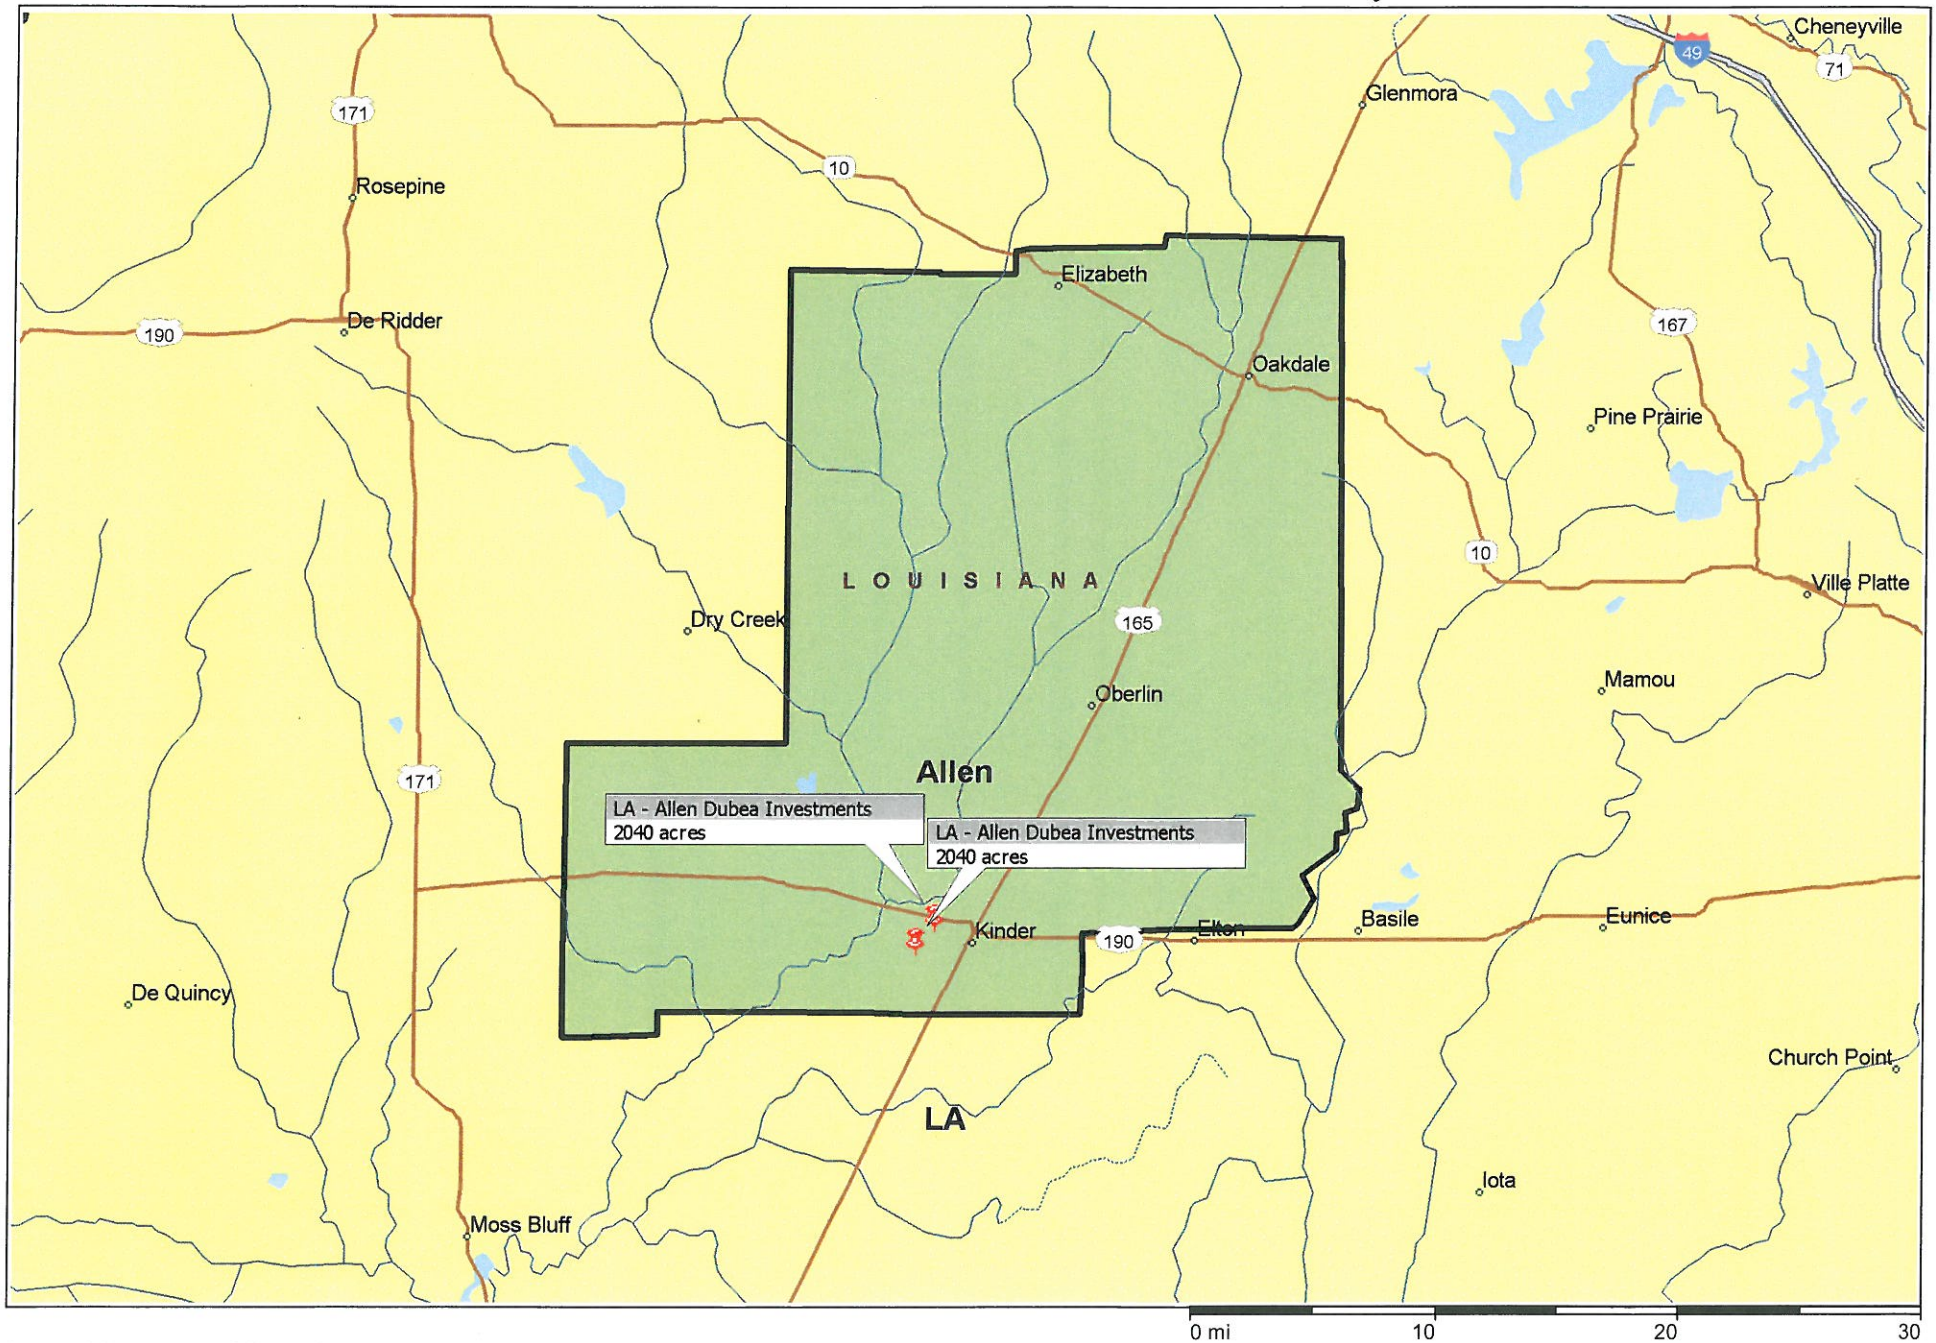 Cheneyville
49
71
Glenmora
171
10
Rosepine
Elizabeth
De Ridder
190
167
Oakdale
Pine Prairie
10
LOUISIANA
Ville Platte
Dry Creek
165
Mamou
Oberlin
Allen
171
LA - Allen Dubea Investments
2040 acres
LA - Allen Dubea Investments
2040 acres
Kinder
190
Elton
Basile
Eunice
De Quincy
Church Point
LA
Iota
Moss Bluff
0 mi
10
20
30